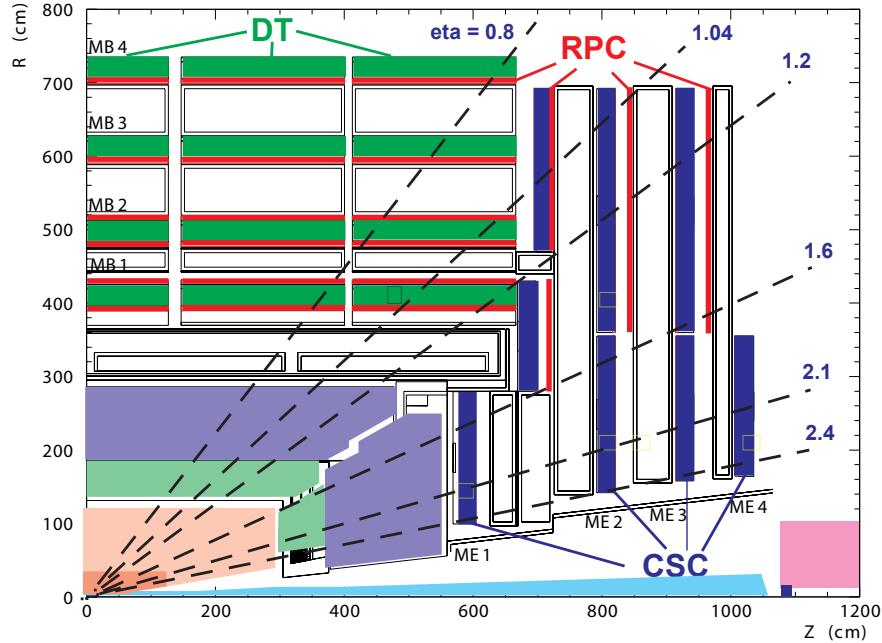 R (cm)
800
700
600
500
400
300
200
100
0
MB 4
MB 3
MB 2
MB 1
DT
eta = 0.8
1.04
1.2
RPC
1.6
2.1
2.4
ME 1
ME 2
ME 3
ME 4
CSC
0
200
400
600
800
1000
1200
Z (cm)